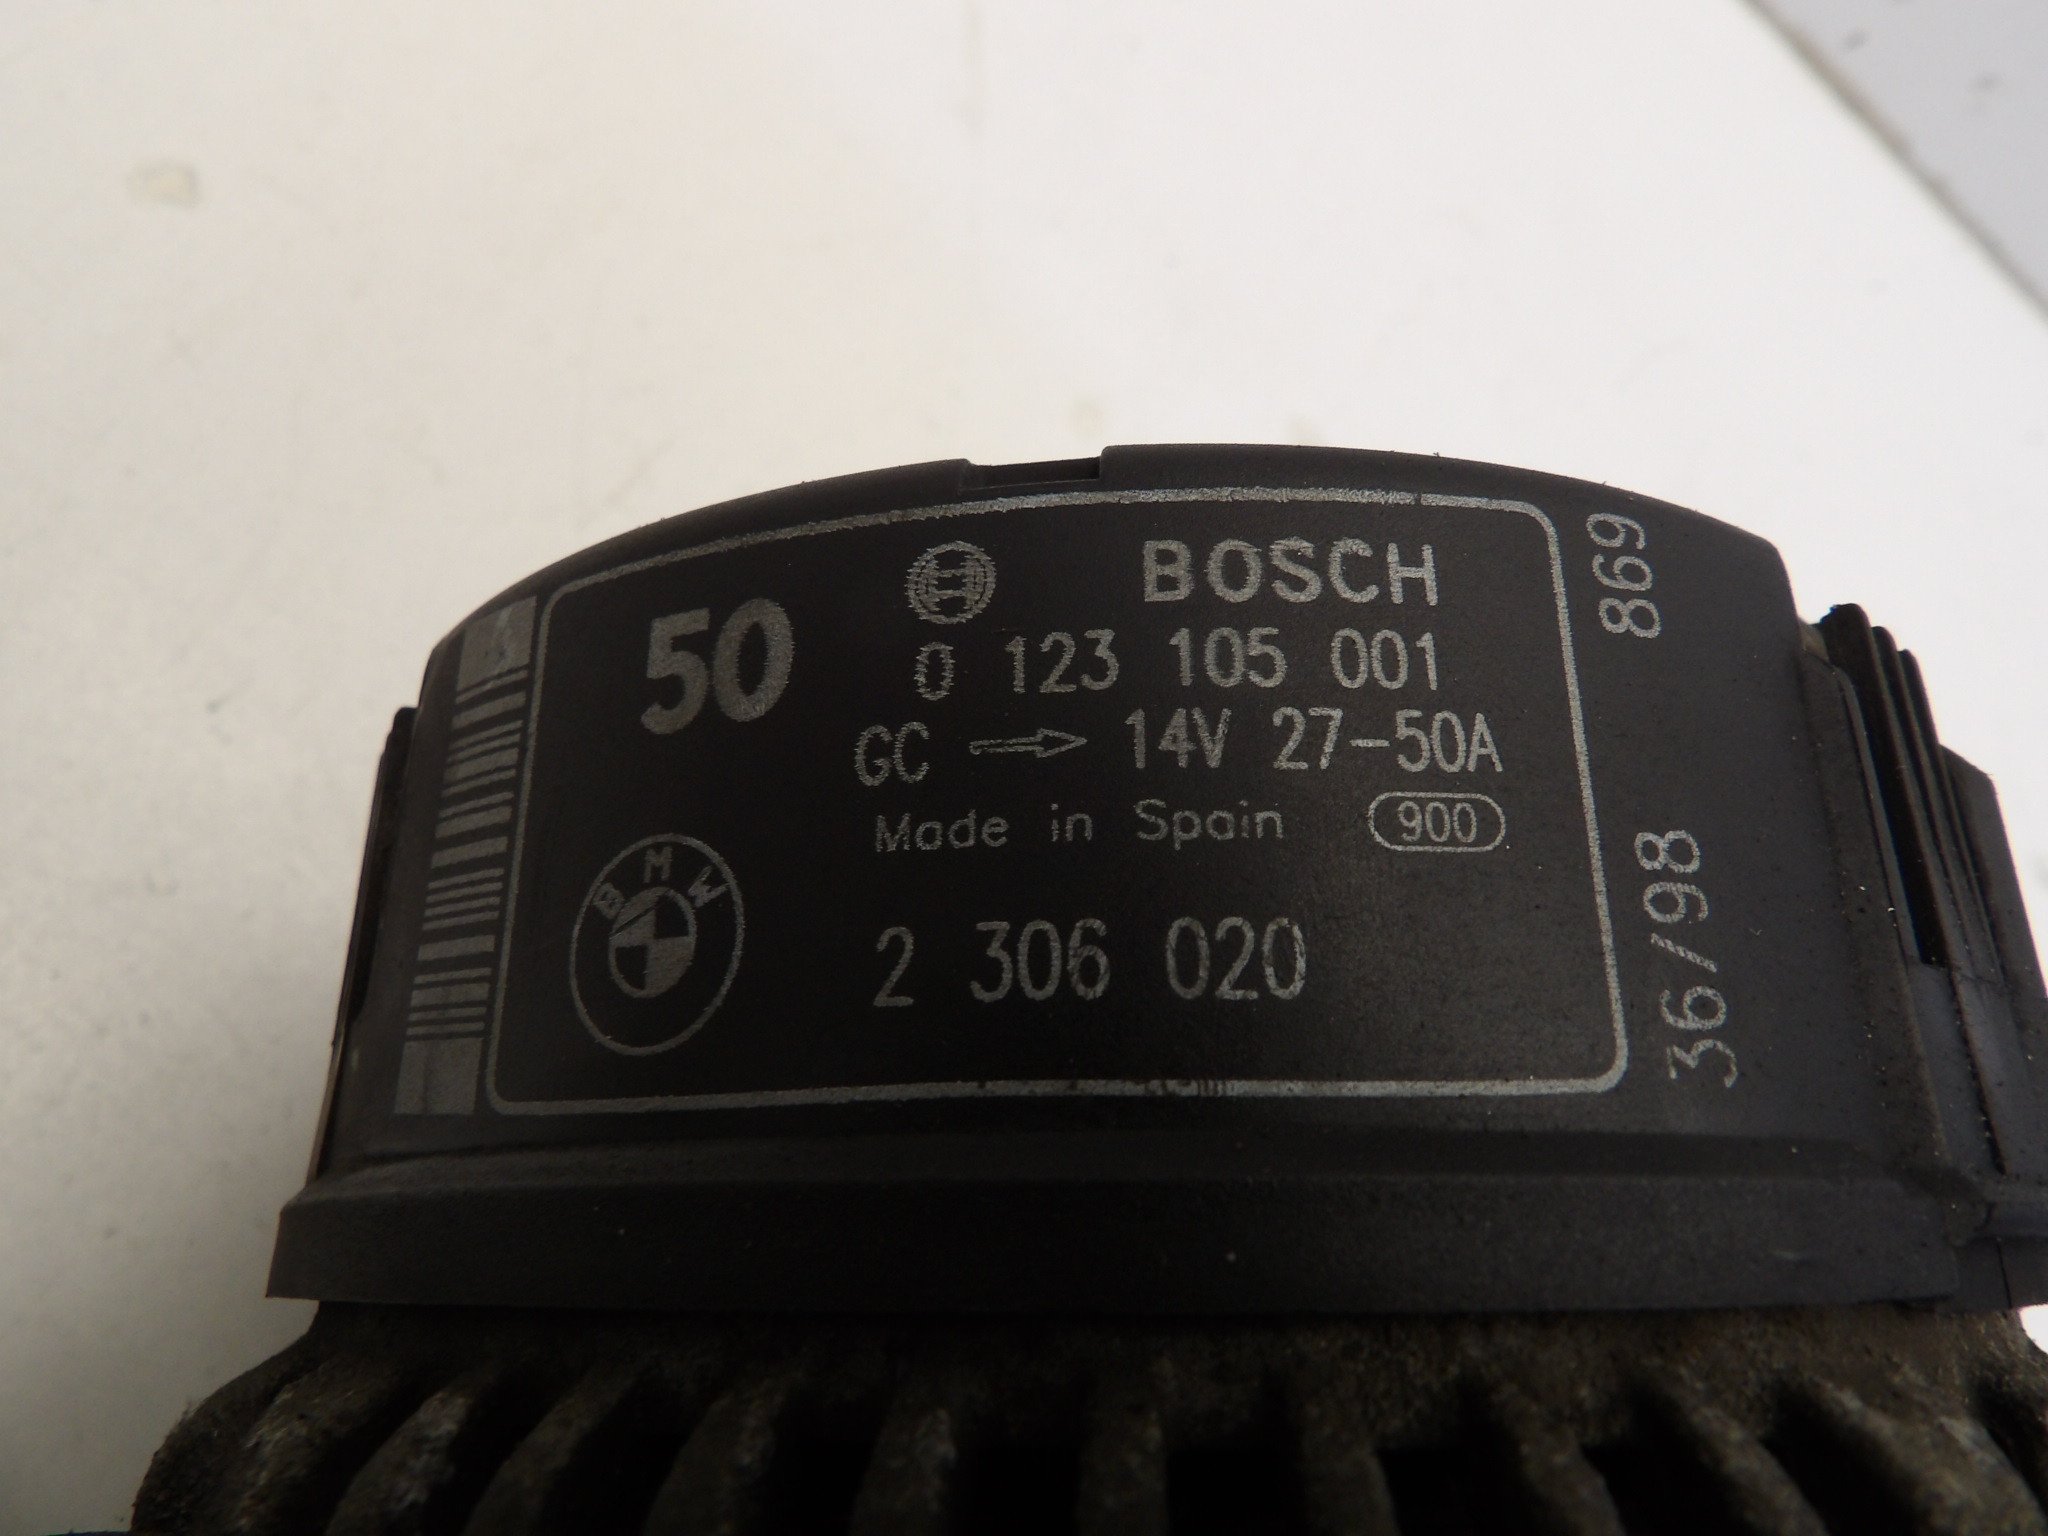 50
BOSCH
0 123 105 001
GC → 14V 27-50A
Made in Spain 900
BMW
2 306 020
869
36/98